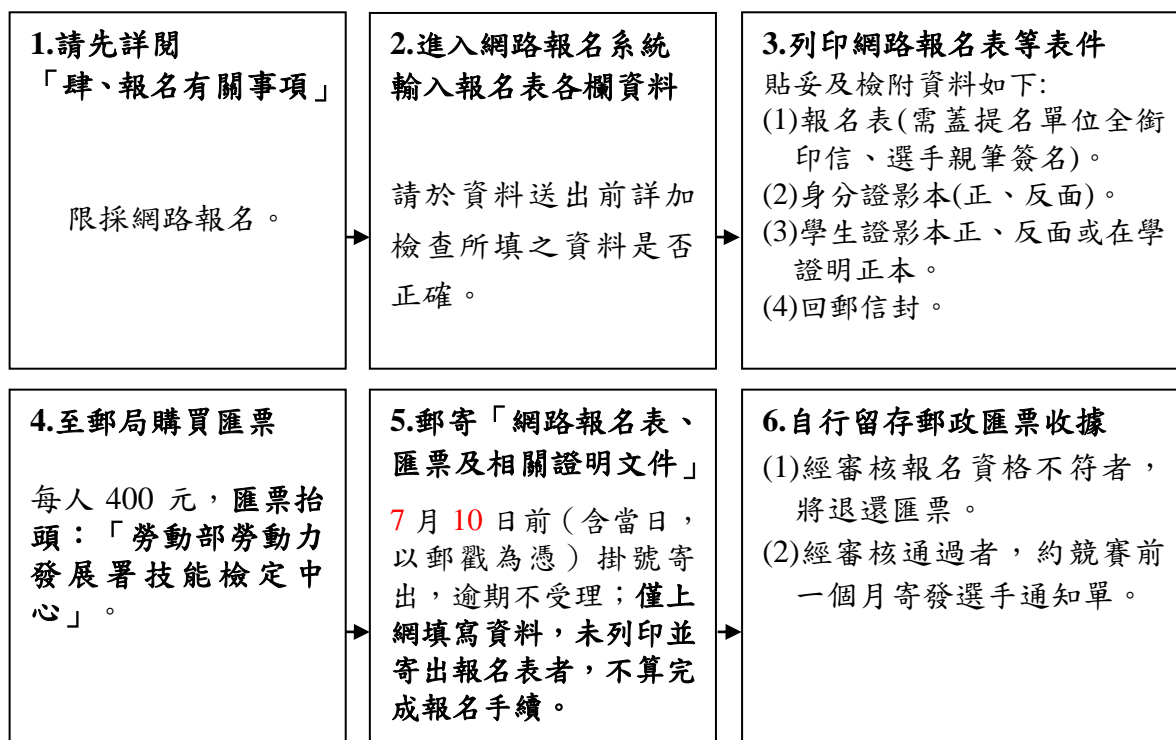 1.請先詳閱
「肆、報名有關事項」
限採網路報名。
2.進入網路報名系統
輸入報名表各欄資料
請於資料送出前詳加
檢查所填之資料是否
正確。
3.列印網路報名表等表件
貼妥及檢附資料如下:
(1)報名表(需蓋提名單位全銜
印信、選手親筆簽名)。
(2)身分證影本(正、反面)。
(3)學生證影本正、反面或在學
證明正本。
(4)回郵信封。
4.至郵局購買匯票
每人 400 元，匯票抬
頭：「勞動部勞動力
發展署技能檢定中
心」。
5.郵寄「網路報名表、
匯票及相關證明文件」
7 月 10 日前（含當日，
以郵戳為憑）掛號寄
出，逾期不受理；僅上
網填寫資料，未列印並
寄出報名表者，不算完
成報名手續。
6.自行留存郵政匯票收據
(1)經審核報名資格不符者，
將退還匯票。
(2)經審核通過者，約競賽前
一個月寄發選手通知單。